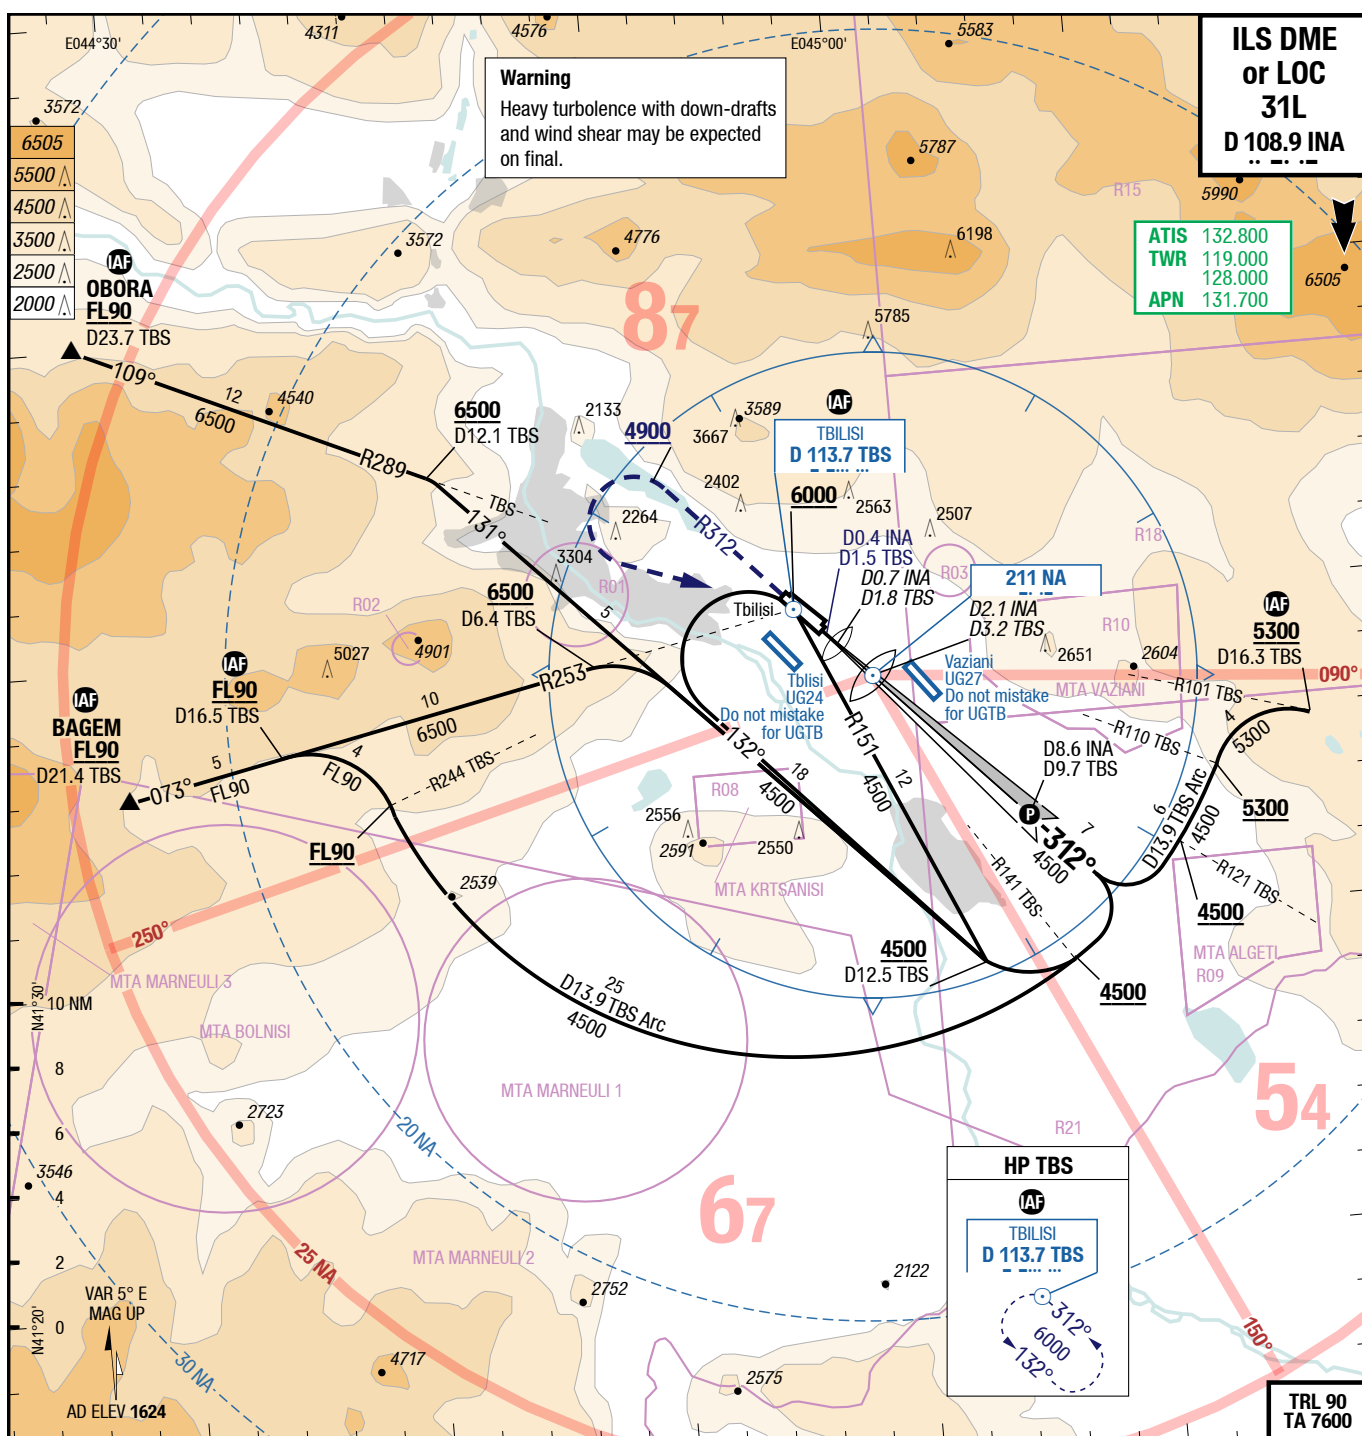 4311
4576
5583
E044°30'
E045°00'
ILS DME
or LOC
31L
D 108.9 INA
Warning
Heavy turbolence with down-drafts
and wind shear may be expected
on final.
3572
6505
5500
4500
3500
2500
2000
5787
R15
5990
ATIS 132.800
TWR 119.000
128.000
APN 131.700
6505
3572
4776
6198
5785
87
IAF
OBORA
FL90
D23.7 TBS
109°
12
6500
4540
R289
6500
D12.1 TBS
TBS
131°
2133
4900
3589
3667
2402
2264
R312
3304
R01
5
IAF
TBILISI
D 113.7 TBS
6000
2563
2507
D0.4 INA
D1.5 TBS
D0.7 INA
D1.8 TBS
R03
R18
211 NA
D2.1 INA
D3.2 TBS
R10
IAF
5300
D16.3 TBS
2651
2604
090°
R02
4901
5027
6500
D6.4 TBS
Tbilisi
Tblisi
UG24
Do not mistake
for UGTB
Vaziani
UG27
Do not mistake
for UGTB
MTA VAZIANI
R101 TBS
R110 TBS
4
5300
IAF
FL90
D16.5 TBS
R253
10
6500
IAF
BAGEM
FL90
D21.4 TBS
5
FL90
073°
4
FL90
R244 TBS
FL90
132°
18
4500
R151
12
4500
D8.6 INA
D9.7 TBS
P
312°
7
4500
6
D13.9 TBS Arc
4500
5300
R08
2556
2591
2550
MTA KRTSANISI
R141 TBS
R121 TBS
4500
MTA ALGETI
R09
2539
250°
4500
D12.5 TBS
4500
25
D13.9 TBS Arc
4500
MTA MARNEULI 3
MTA BOLNISI
MTA MARNEULI 1
N41°30'
10 NM
8
6
4
2
0
N41°20'
2723
3546
20 NA
25 NA
30 NA
67
54
R21
MTA MARNEULI 2
2752
2122
2575
4717
150°
HP TBS
IAF
TBILISI
D 113.7 TBS
312°
6000
132°
VAR 5° E
MAG UP
AD ELEV 1624
TRL 90
TA 7600